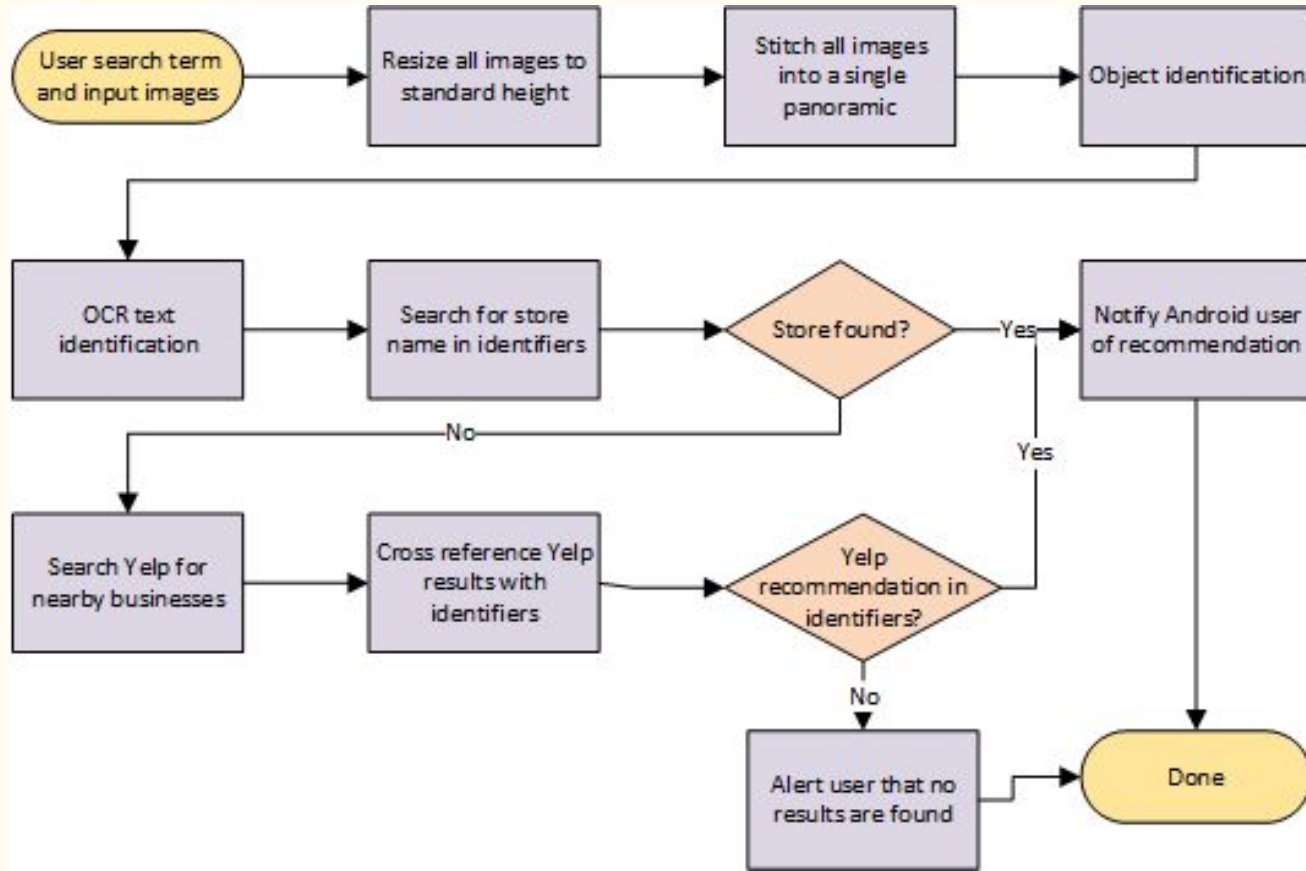 User search term
and input images
Resize all images to
standard height
Stitch all images
into a single
panoramic
Object identification
OCR text
identification
Search for store
name in identifiers
Store found?
Yes
Notify Android user
of recommendation
No
Yes
Search Yelp for
nearby businesses
Cross reference Yelp
results with
identifiers
Yelp
recommendation in
identifiers?
No
Alert user that no
results are found
Done